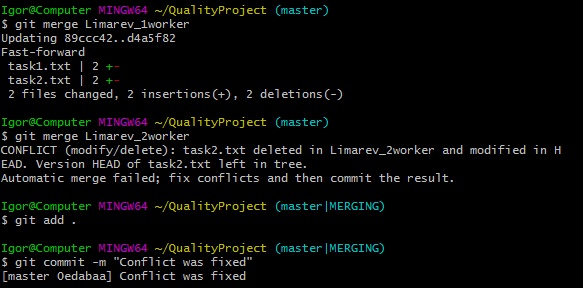 Igor@Computer MINGW64 ~/QualityProject (master)
$ git merge Limarev_1worker
Updating 89ccc42..d4a5f82
Fast-forward
 task1.txt | 2 +-
 task2.txt | 2 +-
 2 files changed, 2 insertions(+), 2 deletions(-)
Igor@Computer MINGW64 ~/QualityProject (master)
$ git merge Limarev_2worker
CONFLICT (modify/delete): task2.txt deleted in Limarev_2worker and modified in H
EAD. Version HEAD of task2.txt left in tree.
Automatic merge failed; fix conflicts and then commit the result.
Igor@Computer MINGW64 ~/QualityProject (master|MERGING)
$ git add .
Igor@Computer MINGW64 ~/QualityProject (master|MERGING)
$ git commit -m "Conflict was fixed"
[master 0edabaa] Conflict was fixed